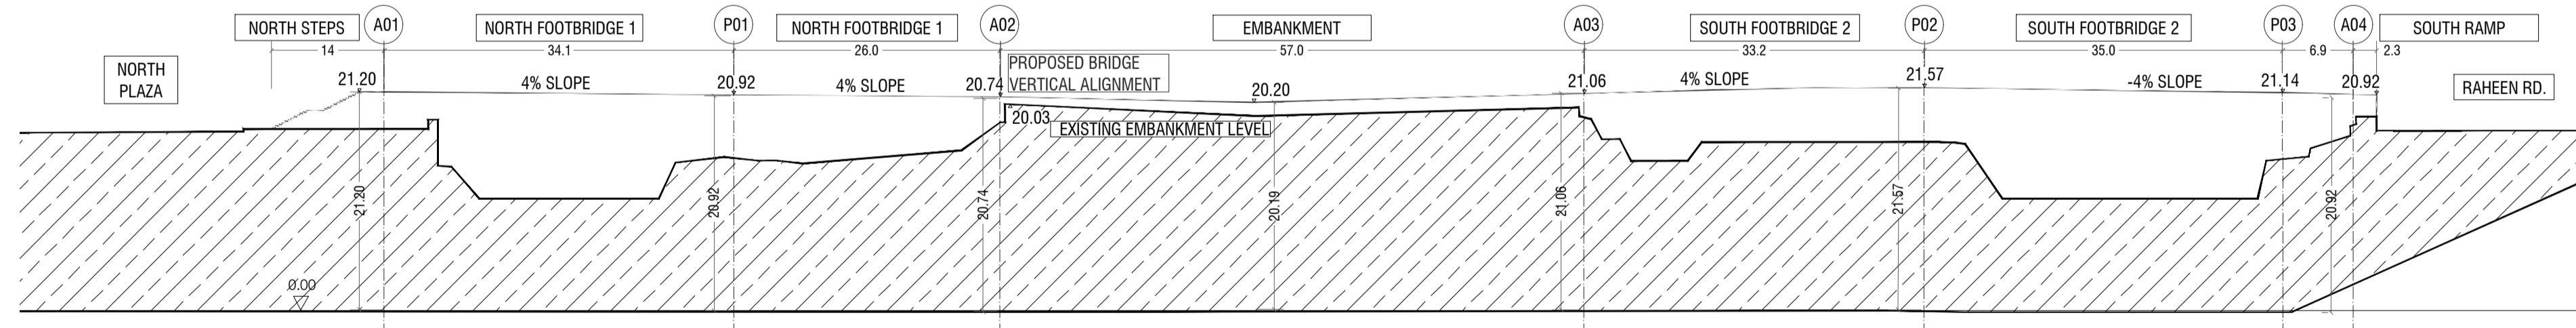 NORTH STEPS
A01
NORTH FOOTBRIDGE 1
P01
NORTH FOOTBRIDGE 1
A02
EMBANKMENT
A03
SOUTH FOOTBRIDGE 2
P02
SOUTH FOOTBRIDGE 2
P03
A04
SOUTH RAMP
14
34.1
26.0
57.0
33.2
35.0
6.9
2.3
NORTH
PLAZA
21.20
4% SLOPE
20.92
4% SLOPE
20.74
PROPOSED BRIDGE
VERTICAL ALIGNMENT
20.20
21.06
4% SLOPE
21.57
-4% SLOPE
21.14
20.92
RAHEEN RD.
20.03
EXISTING EMBANKMENT LEVEL
21.20
20.92
20.74
20.19
21.06
21.57
20.92
0.00